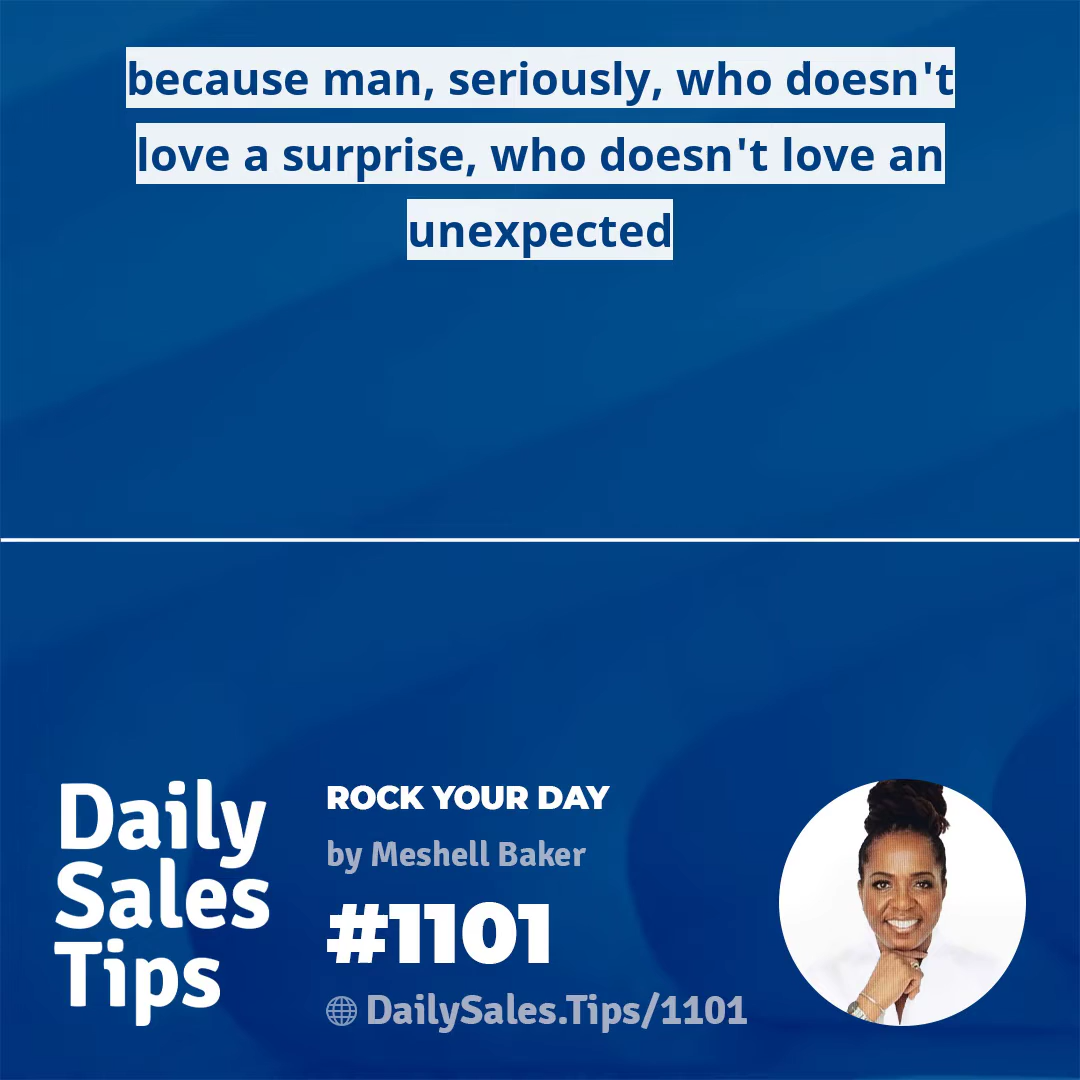 because man, seriously, who doesn't
love a surprise, who doesn't love an
unexpected
Daily
Sales
Tips
ROCK YOUR DAY
by Meshell Baker
#1101
DailySales.Tips/1101